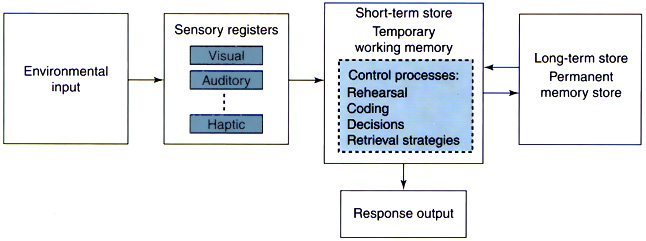 Environmental
input
Sensory registers
Visual
Auditory
Haptic
Short-term store
Temporary
working memory
Control processes:
Rehearsal
Coding
Decisions
Retrieval strategies
Long-term store
Permanent
memory store
Response output